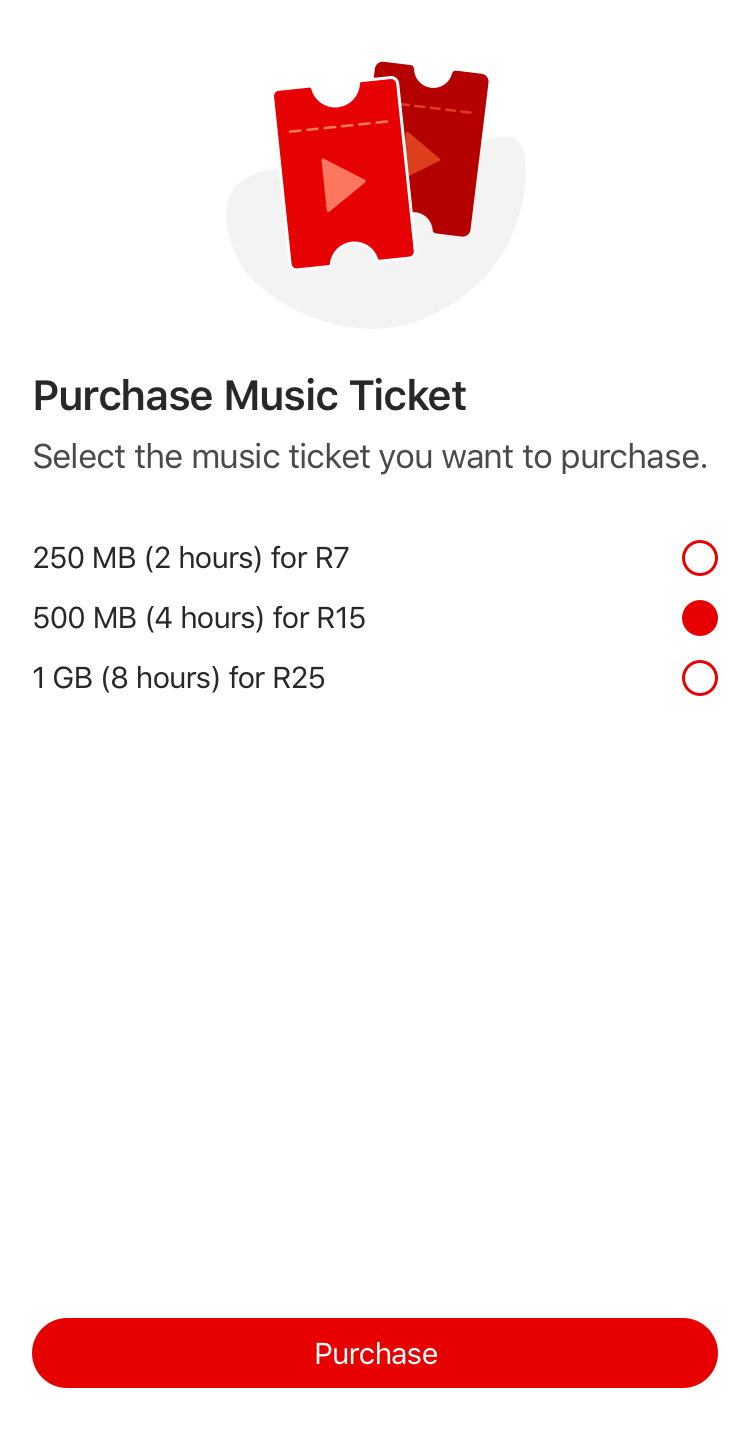 Purchase Music Ticket
Select the music ticket you want to purchase.
250 MB (2 hours) for R7
500 MB (4 hours) for R15
1 GB (8 hours) for R25
Purchase